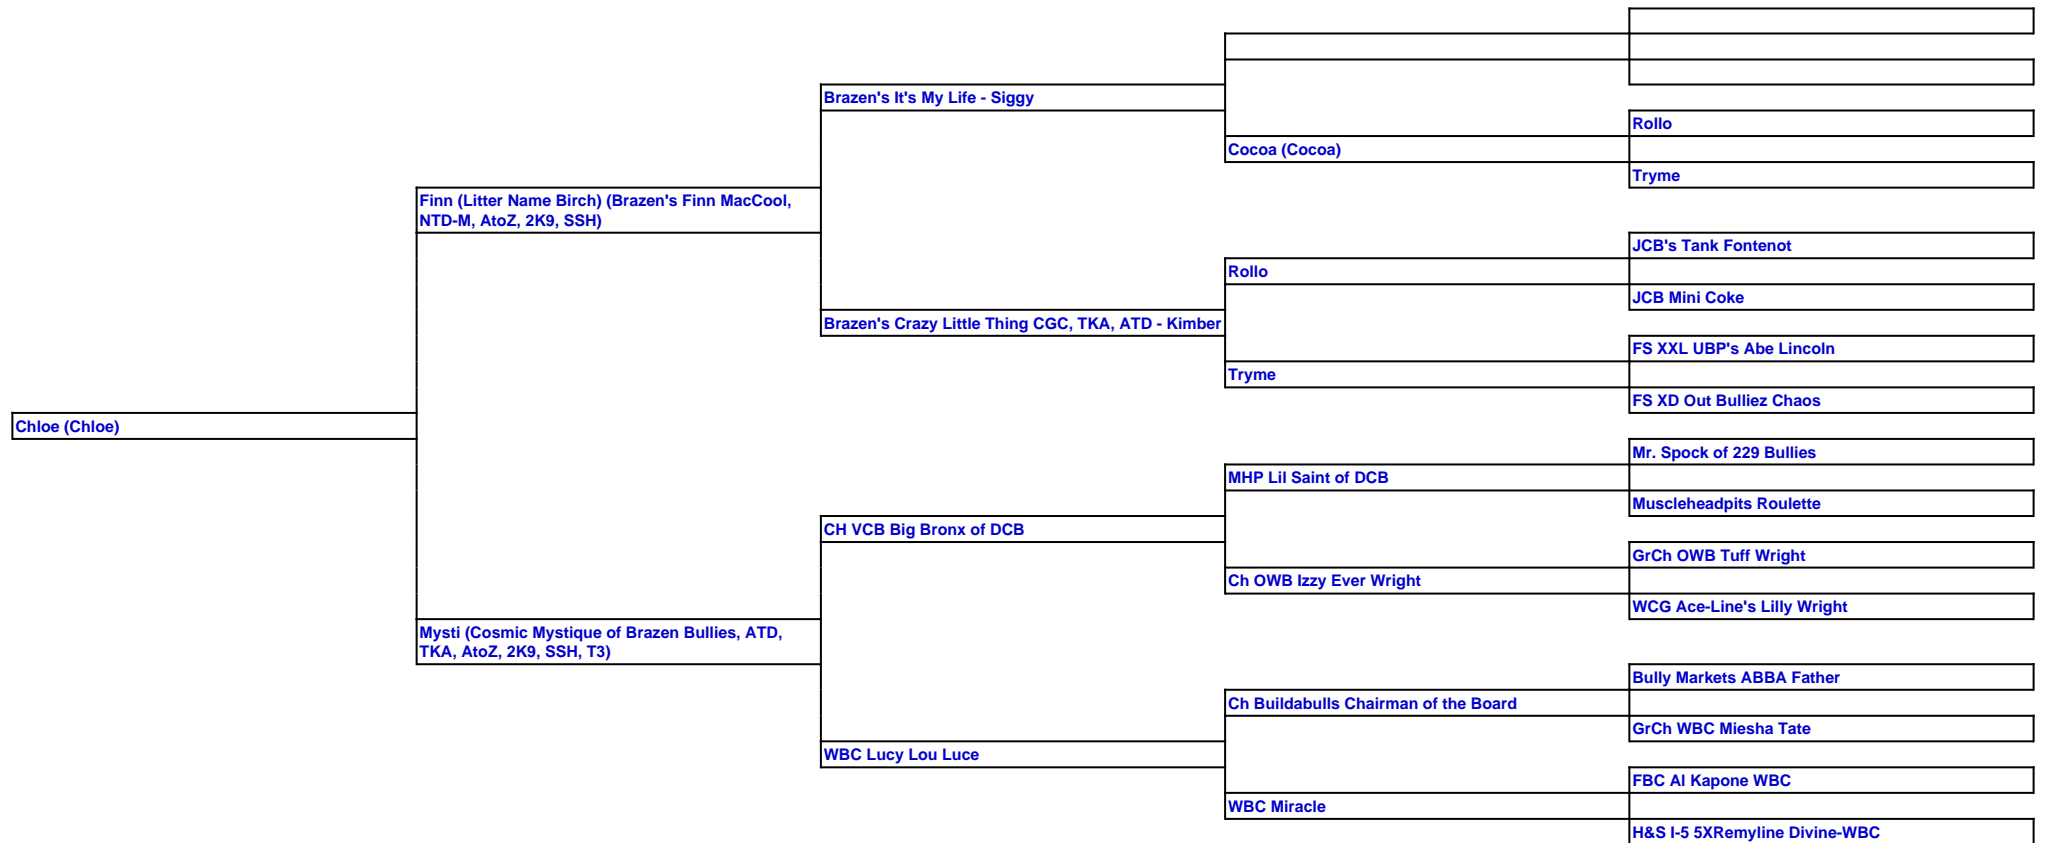 Brazen's It's My Life - Siggy
Rollo
Cocoa (Cocoa)
Tryme
Finn (Litter Name Birch) (Brazen's Finn MacCool,
NTD-M, AtoZ, 2K9, SSH)
JCB's Tank Fontenot
Rollo
JCB Mini Coke
Brazen's Crazy Little Thing CGC, TKA, ATD - Kimber
FS XXL UBP's Abe Lincoln
Tryme
FS XD Out Bulliez Chaos
Chloe (Chloe)
Mr. Spock of 229 Bullies
MHP Lil Saint of DCB
Muscleheadpits Roulette
CH VCB Big Bronx of DCB
GrCh OWB Tuff Wright
Ch OWB Izzy Ever Wright
WCG Ace-Line's Lilly Wright
Mysti (Cosmic Mystique of Brazen Bullies, ATD,
TKA, AtoZ, 2K9, SSH, T3)
Bully Markets ABBA Father
Ch Buildabulls Chairman of the Board
GrCh WBC Miesha Tate
WBC Lucy Lou Luce
FBC Al Kapone WBC
WBC Miracle
H&S I-5 5XRemyline Divine-WBC